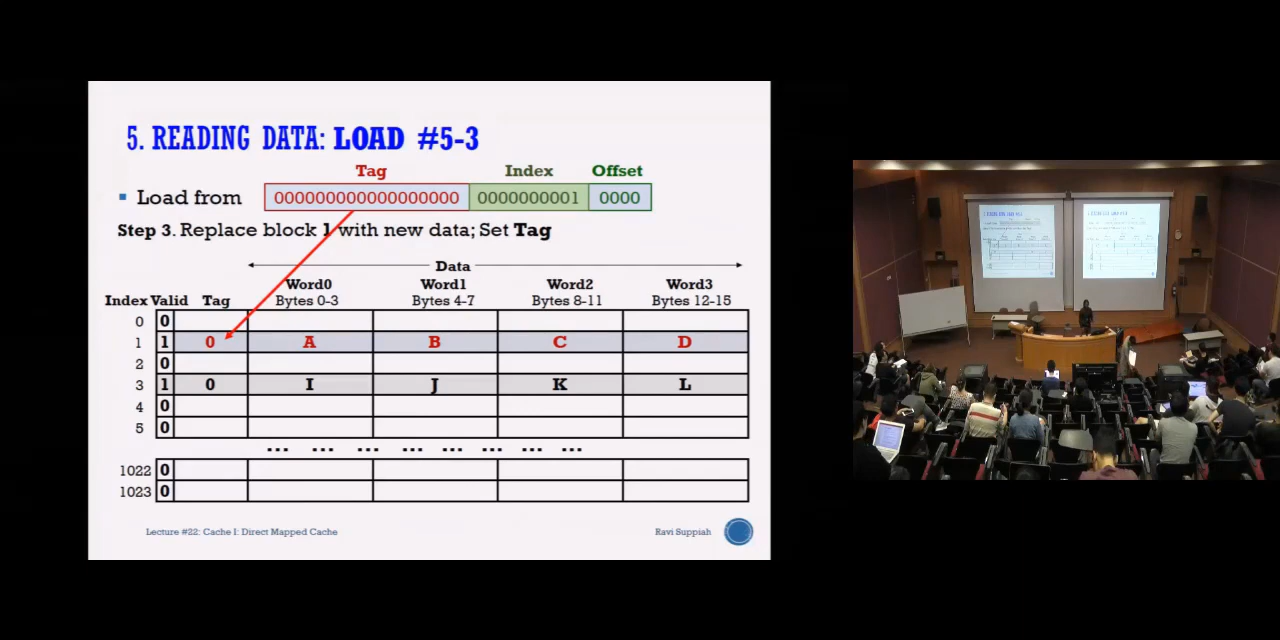 5. READING DATA: LOAD #5-3
Tag Index Offset
Load from 000000000000000000 0000000001 0000
Step 3. Replace block 1 with new data; Set Tag
Data
Word0 Word1 Word2 Word3
Index Valid Tag Bytes 0-3 Bytes 4-7 Bytes 8-11 Bytes 12-15
0 0
1 1 0 A B C D
2 0
3 1 0 I J K L
4 0
5 0
... ... ... ... ... ... ... ...
1022 0
1023 0
Lecture #22: Cache I: Direct Mapped Cache Ravi Suppiah